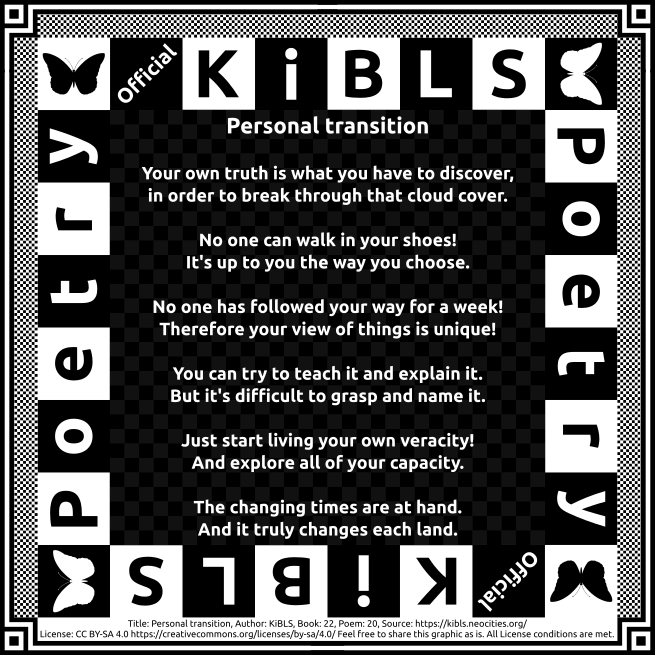 Official KiBLS
Poetry
Poetry
Personal transition
Your own truth is what you have to discover,
in order to break through that cloud cover.
No one can walk in your shoes!
It's up to you the way you choose.
No one has followed your way for a week!
Therefore your view of things is unique!
You can try to teach it and explain it.
But it's difficult to grasp and name it.
Just start living your own veracity!
And explore all of your capacity.
The changing times are at hand.
And it truly changes each land.
Official KiBLS
Title: Personal transition, Author: KiBLS, Book: 22, Poem: 20, Source: https://kibls.neocities.org/
License: CC BY-SA 4.0 https://creativecommons.org/licenses/by-sa/4.0/ Feel free to share this graphic as is. All License conditions are met.